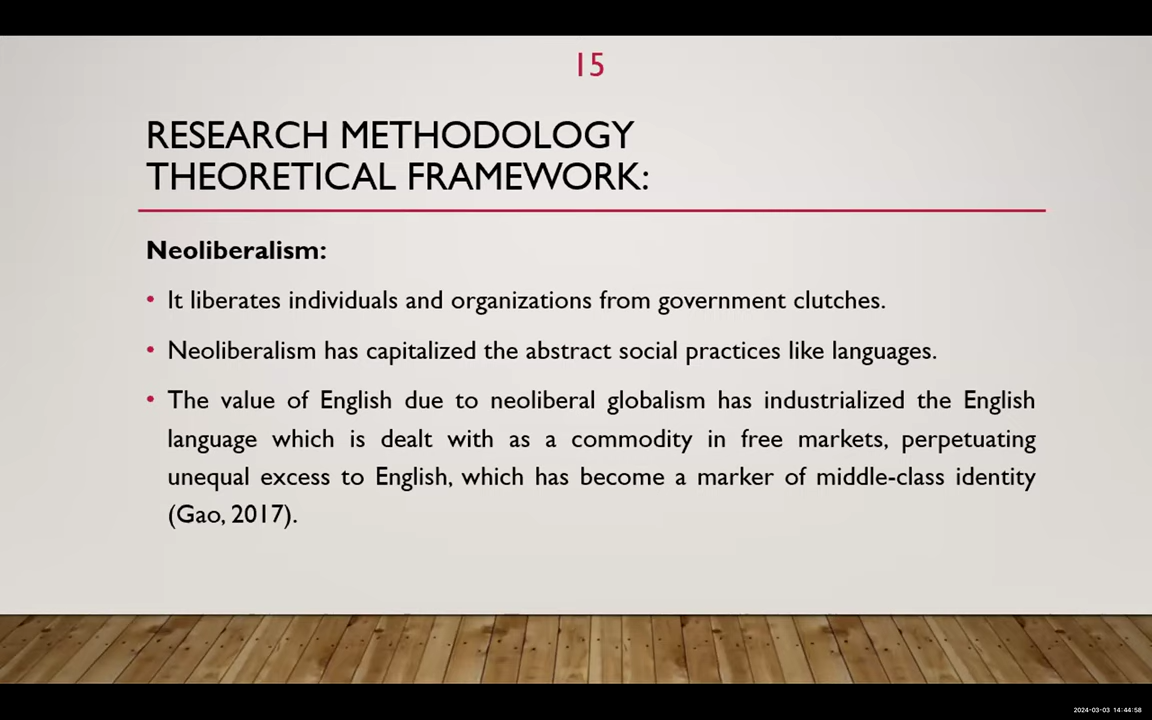 15
RESEARCH METHODOLOGY
THEORETICAL FRAMEWORK:
Neoliberalism:
• It liberates individuals and organizations from government clutches.
• Neoliberalism has capitalized the abstract social practices like languages.
• The value of English due to neoliberal globalism has industrialized the English
language which is dealt with as a commodity in free markets, perpetuating
unequal excess to English, which has become a marker of middle-class identity
(Gao, 2017).
2024-03-03 14:44:58